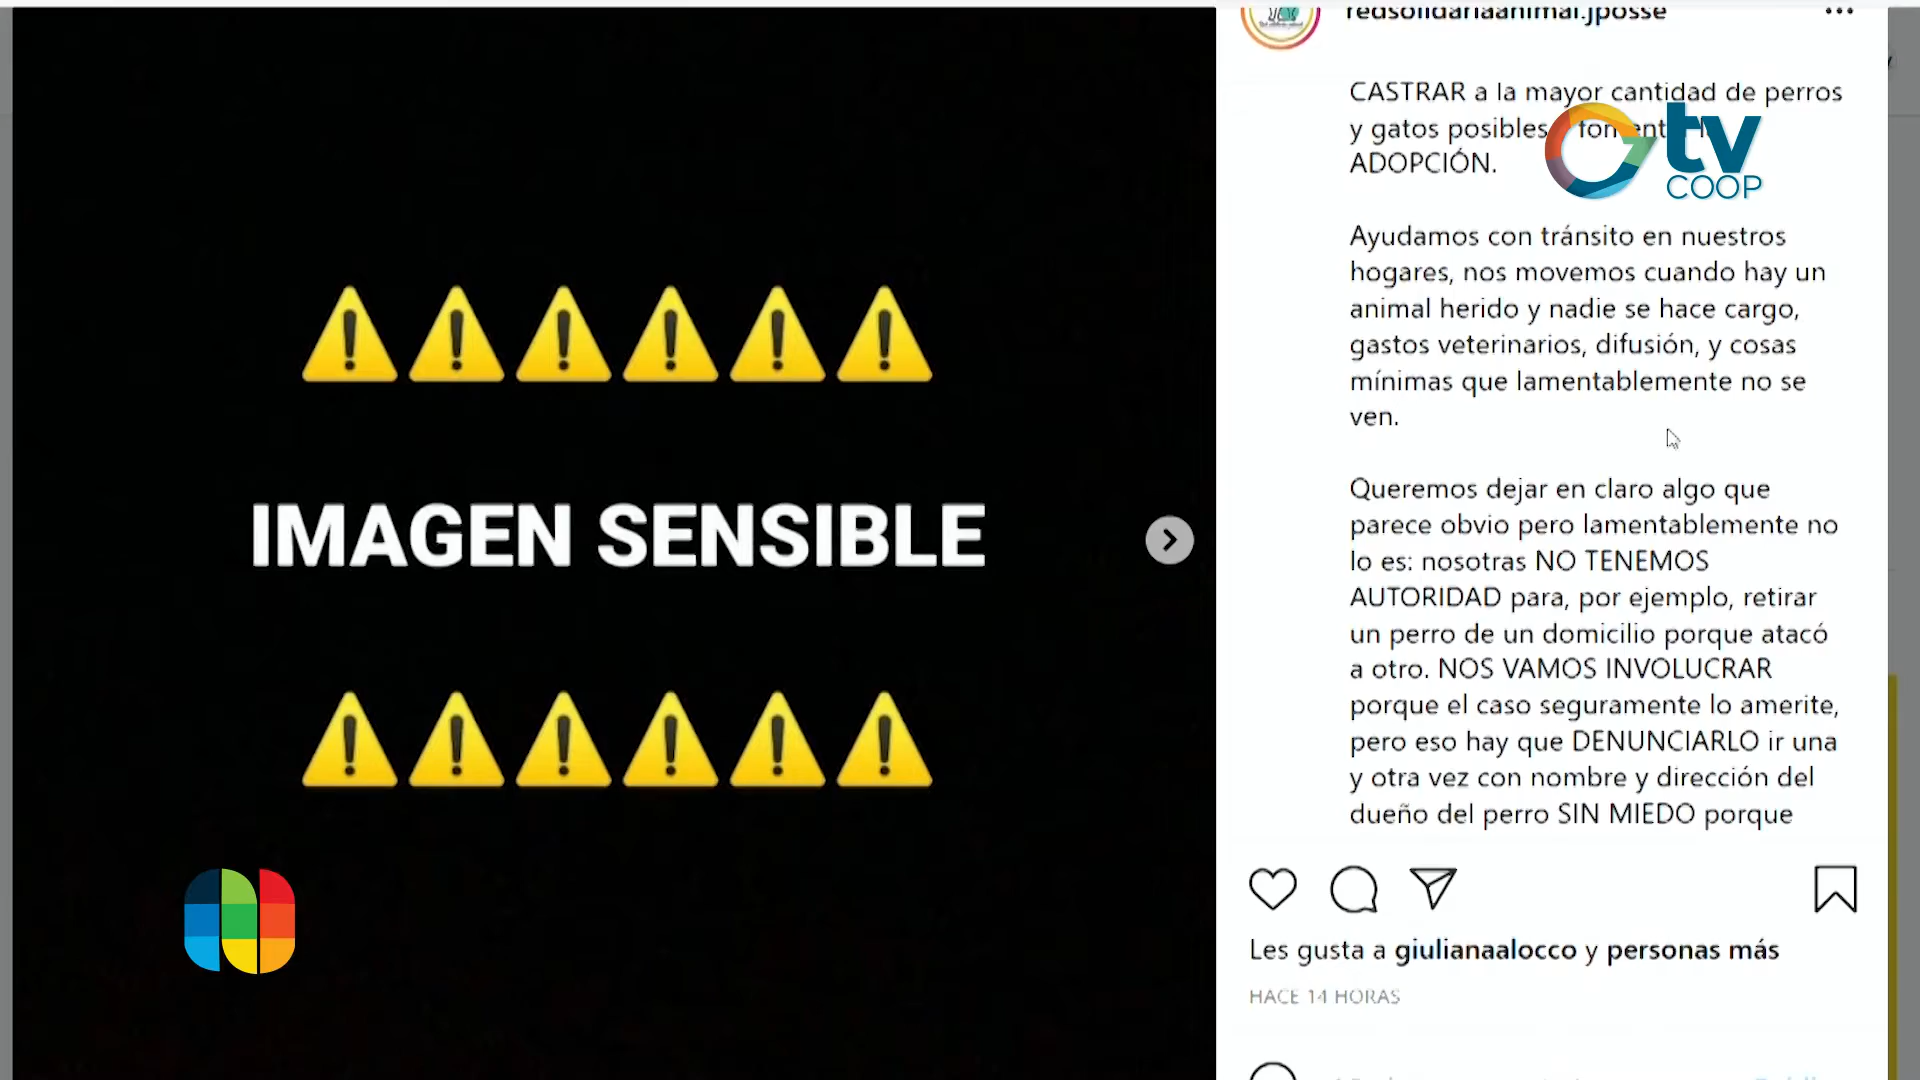 redsolidariaanimal.jposse
CASTRAR a la mayor cantidad de perros
y gatos posibles
ADOPCIÓN.
tv
COOP
Ayudamos con tránsito en nuestros
hogares, nos movemos cuando hay un
animal herido y nadie se hace cargo,
gastos veterinarios, difusión, y cosas
mínimas que lamentablemente no se
ven.
Queremos dejar en claro algo que
parece obvio pero lamentablemente no
lo es: nosotras NO TENEMOS
AUTORIDAD para, por ejemplo, retirar
un perro de un domicilio porque atacó
a otro. NOS VAMOS INVOLUCRAR
porque el caso seguramente lo amerite,
pero eso hay que DENUNCIARLO ir una
y otra vez con nombre y dirección del
dueño del perro SIN MIEDO porque
IMAGEN SENSIBLE
Les gusta a giulianaalocco y personas más
HACE 14 HORAS